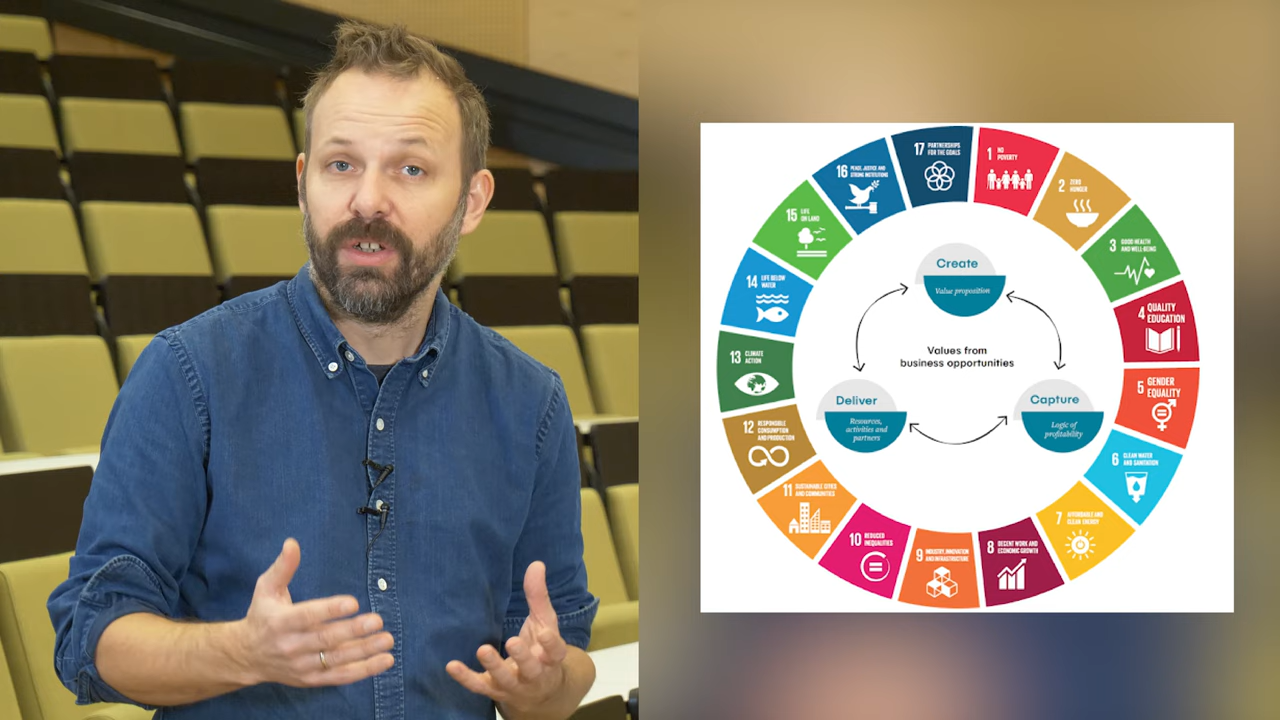 1 NO
POVERTY
2 ZERO
HUNGER
3 GOOD HEALTH
AND WELL-BEING
4 QUALITY
EDUCATION
5 GENDER
EQUALITY
6 CLEAN WATER
AND SANITATION
7 AFFORDABLE AND
CLEAN ENERGY
8 DECENT WORK AND
ECONOMIC GROWTH
9 INDUSTRY, INNOVATION
AND INFRASTRUCTURE
10 REDUCED
INEQUALITIES
11 SUSTAINABLE CITIES
AND COMMUNITIES
12 RESPONSIBLE
CONSUMPTION
AND PRODUCTION
13 CLIMATE
ACTION
14 LIFE BELOW
WATER
15 LIFE
ON LAND
16 PEACE, JUSTICE AND
STRONG INSTITUTIONS
17 PARTNERSHIPS
FOR THE GOALS
Create
Value proposition
Values from
business opportunities
Deliver
Resources,
activities and
partners
Capture
Logic of
profitability